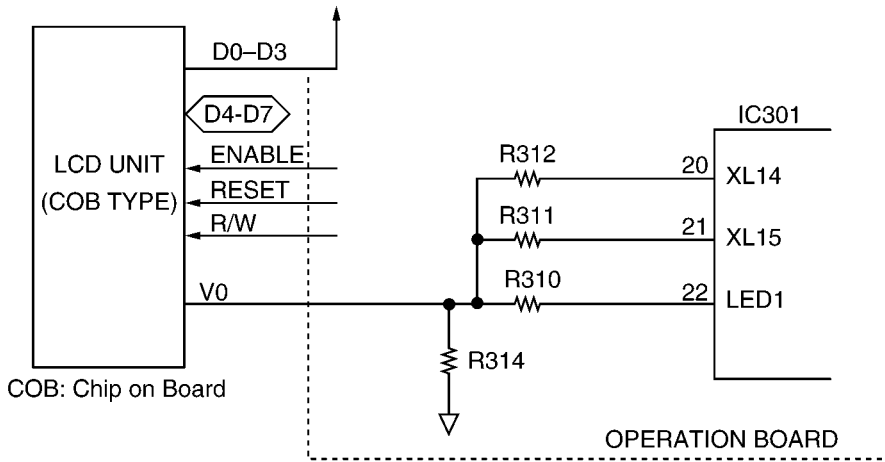 D0–D3
D4-D7
IC301
LCD UNIT
(COB TYPE)
ENABLE
RESET
R/W
R312
20
XL14
R311
21
XL15
V0
R310
22
LED1
R314
COB: Chip on Board
OPERATION BOARD